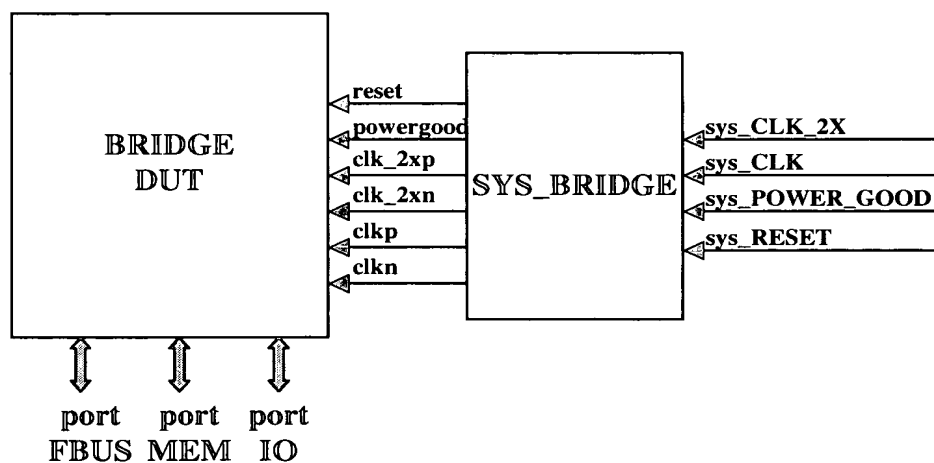 BRIDGE
DUT
reset
powergood
clk_2xp
clk_2xn
clkp
clkn
SYS_BRIDGE
sys_CLK_2X
sys_CLK
sys_POWER_GOOD
sys_RESET
port
FBUS
port
MEM
port
IO